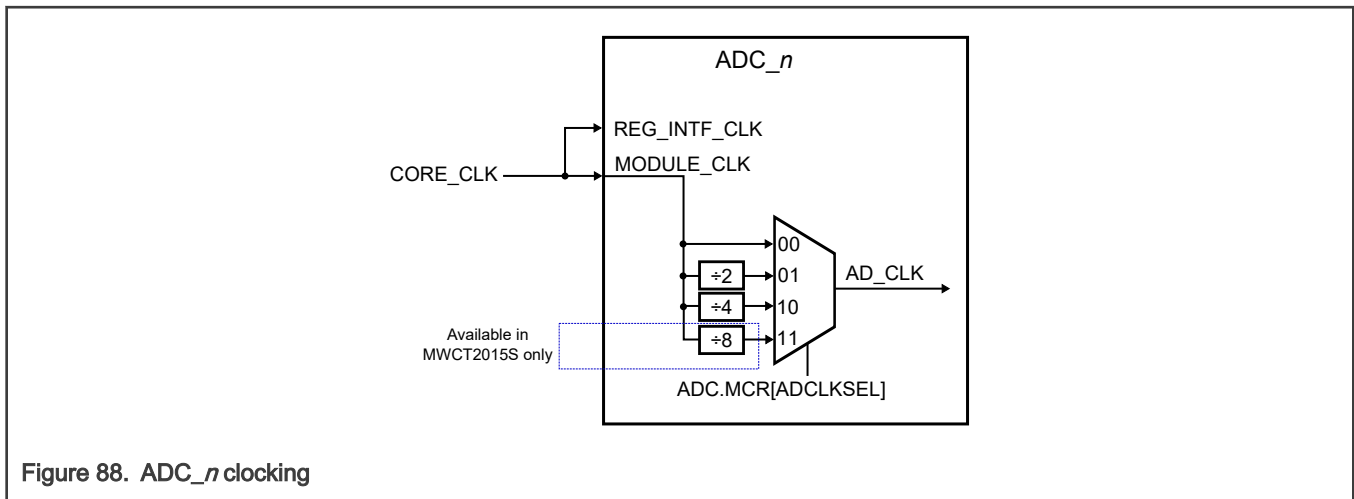 ADC_n
REG_INTF_CLK
MODULE_CLK
CORE_CLK
00
÷2
01
AD_CLK
÷4
10
÷8
11
Available in
MWCT2015S only
ADC.MCR[ADCLKSEL]
Figure 88. ADC_n clocking